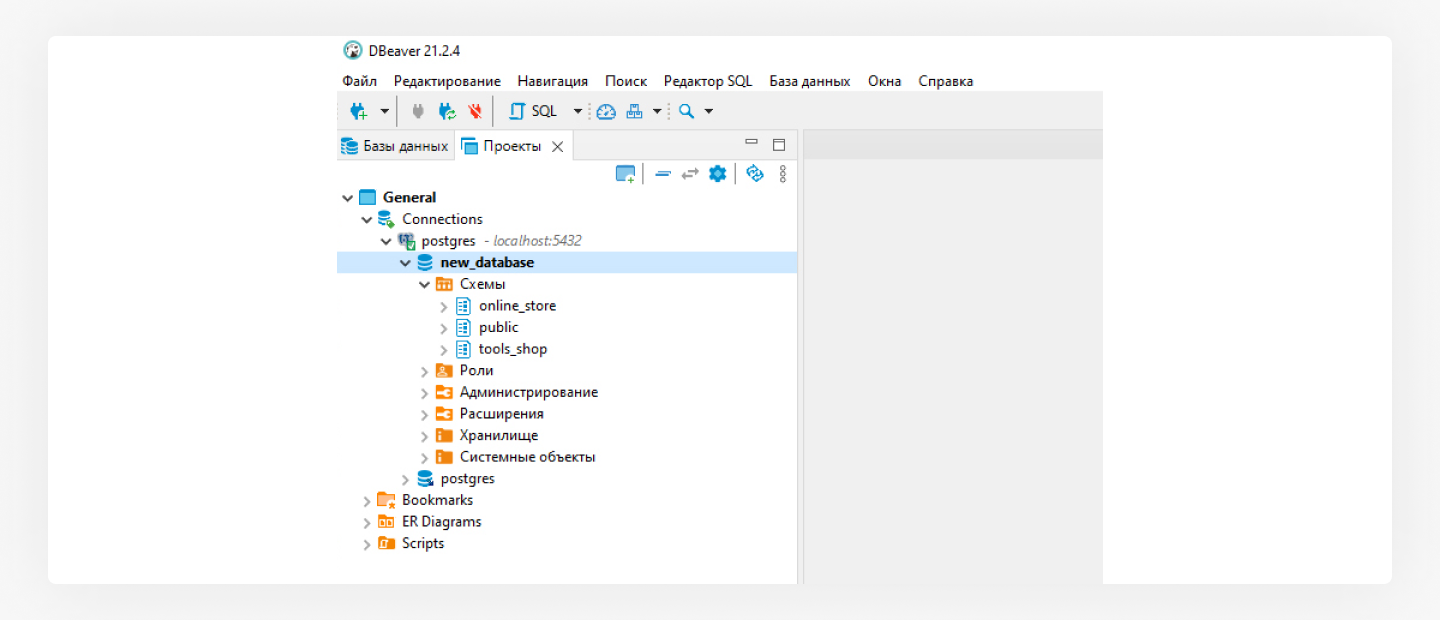 DBeaver 21.2.4
Файл Редактирование Навигация Поиск Редактор SQL База данных Окна Справка
SQL
Базы данных Проекты
General
Connections
postgres - localhost:5432
new_database
Схемы
online_store
public
tools_shop
Роли
Администрирование
Расширения
Хранилище
Системные объекты
postgres
Bookmarks
ER Diagrams
Scripts